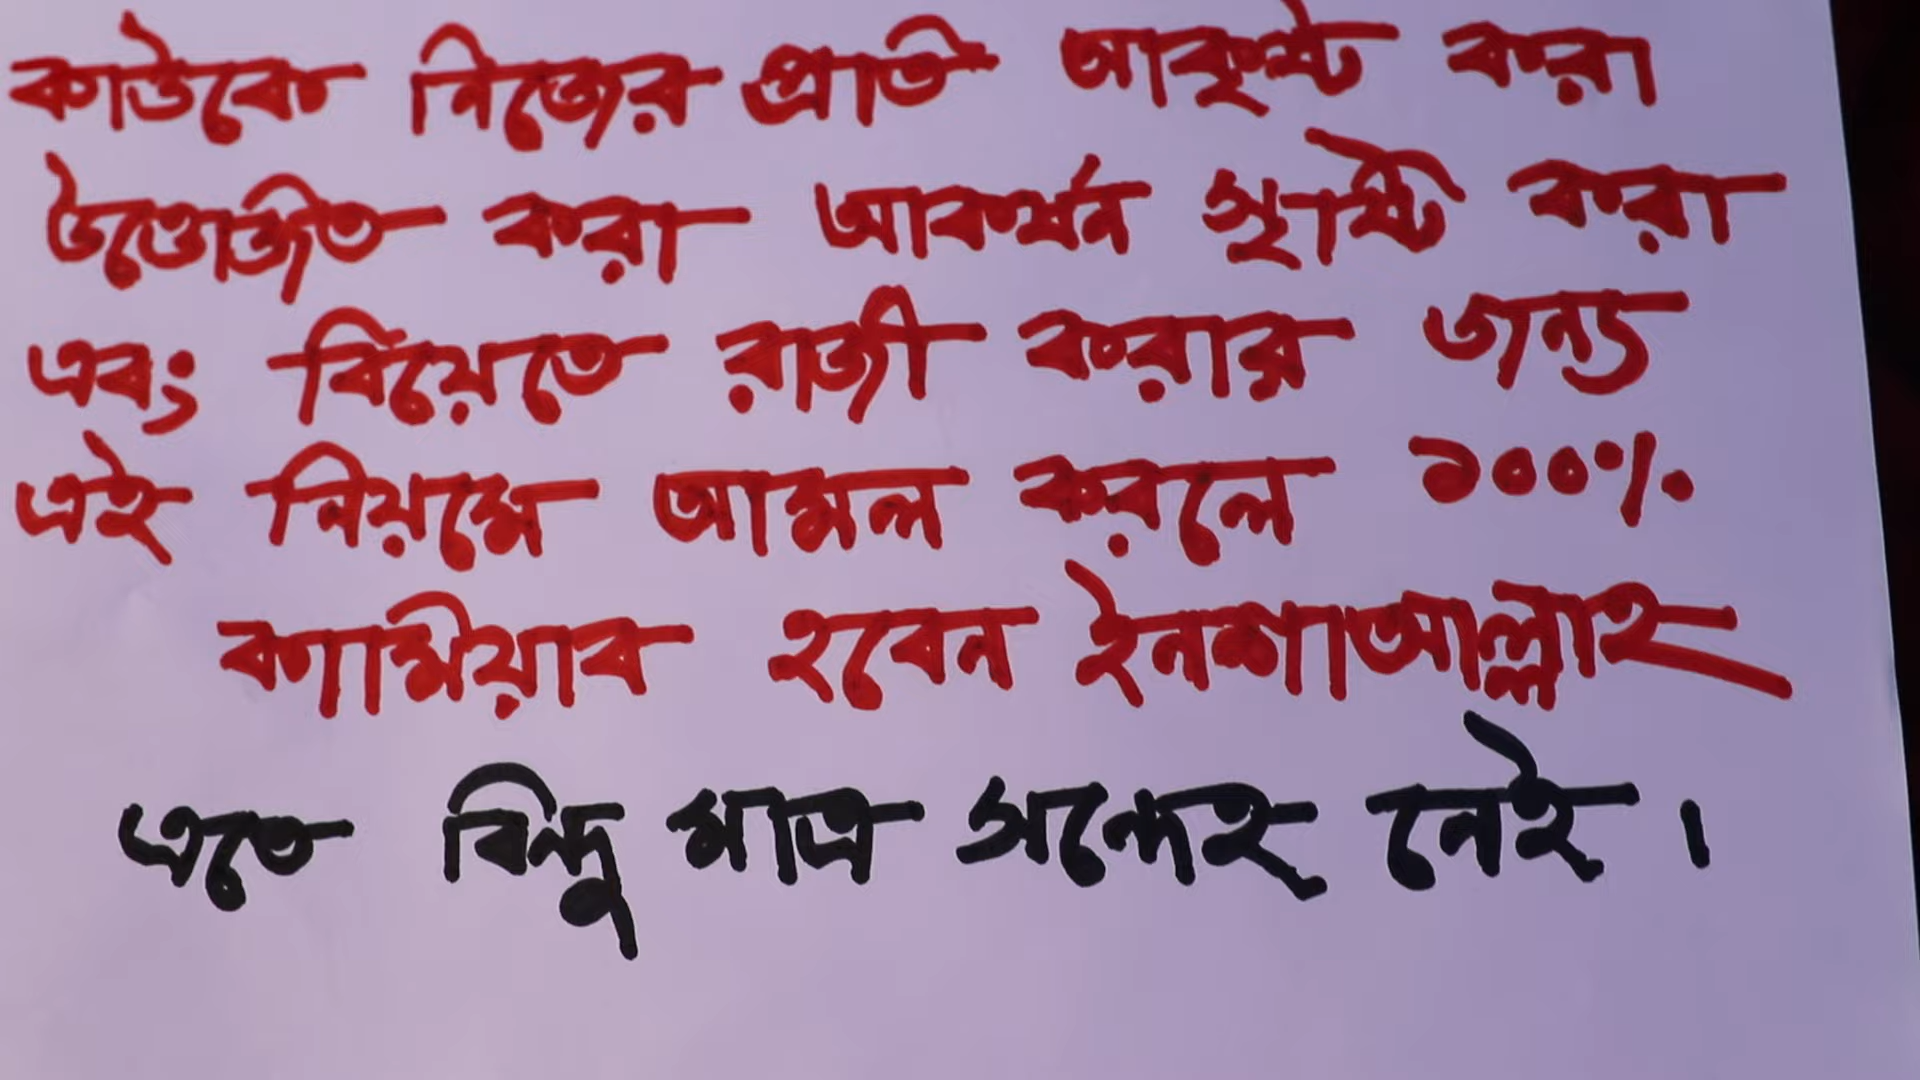 কাউকে নিজের প্রতি আকৃষ্ট করা
উত্তেজিত করা আকর্ষন সৃষ্টি করা
এবং বিয়েতে রাজী করার জন্য
এই নিয়মে আমল করলে ১০০%
কামিয়াব হবেন ইনশাআল্লাহ
এতে বিন্দু মাত্র সন্দেহ নেই।